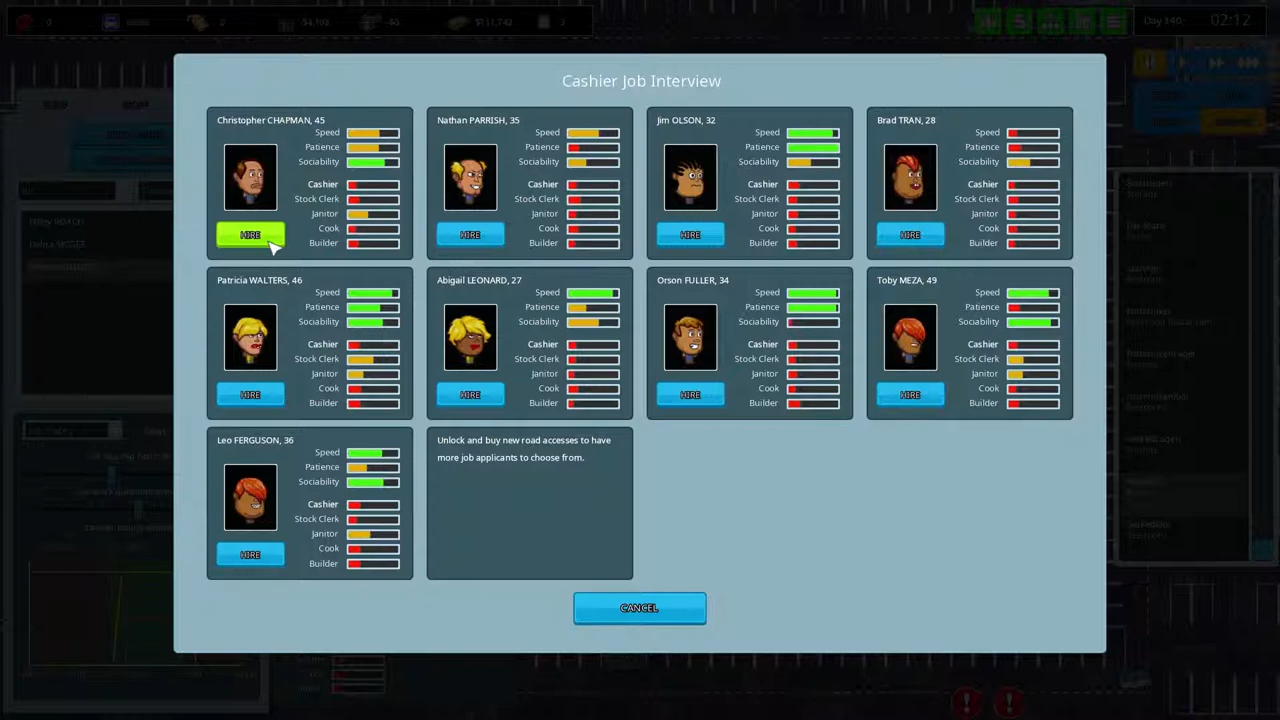 Day 340
02:12
Cashier Job Interview
Christopher CHAPMAN, 45
Speed
Patience
Sociability
Cashier
Stock Clerk
Janitor
Cook
Builder
HIRE
Nathan PARRISH, 35
Speed
Patience
Sociability
Cashier
Stock Clerk
Janitor
Cook
Builder
HIRE
Jim OLSON, 32
Speed
Patience
Sociability
Cashier
Stock Clerk
Janitor
Cook
Builder
HIRE
Brad TRAN, 28
Speed
Patience
Sociability
Cashier
Stock Clerk
Janitor
Cook
Builder
HIRE
Patricia WALTERS, 46
Speed
Patience
Sociability
Cashier
Stock Clerk
Janitor
Cook
Builder
HIRE
Abigail LEONARD, 27
Speed
Patience
Sociability
Cashier
Stock Clerk
Janitor
Cook
Builder
HIRE
Orson FULLER, 34
Speed
Patience
Sociability
Cashier
Stock Clerk
Janitor
Cook
Builder
HIRE
Toby MEZA, 49
Speed
Patience
Sociability
Cashier
Stock Clerk
Janitor
Cook
Builder
HIRE
Leo FERGUSON, 36
Speed
Patience
Sociability
Cashier
Stock Clerk
Janitor
Cook
Builder
HIRE
Unlock and buy new road accesses to have
more job applicants to choose from.
CANCEL